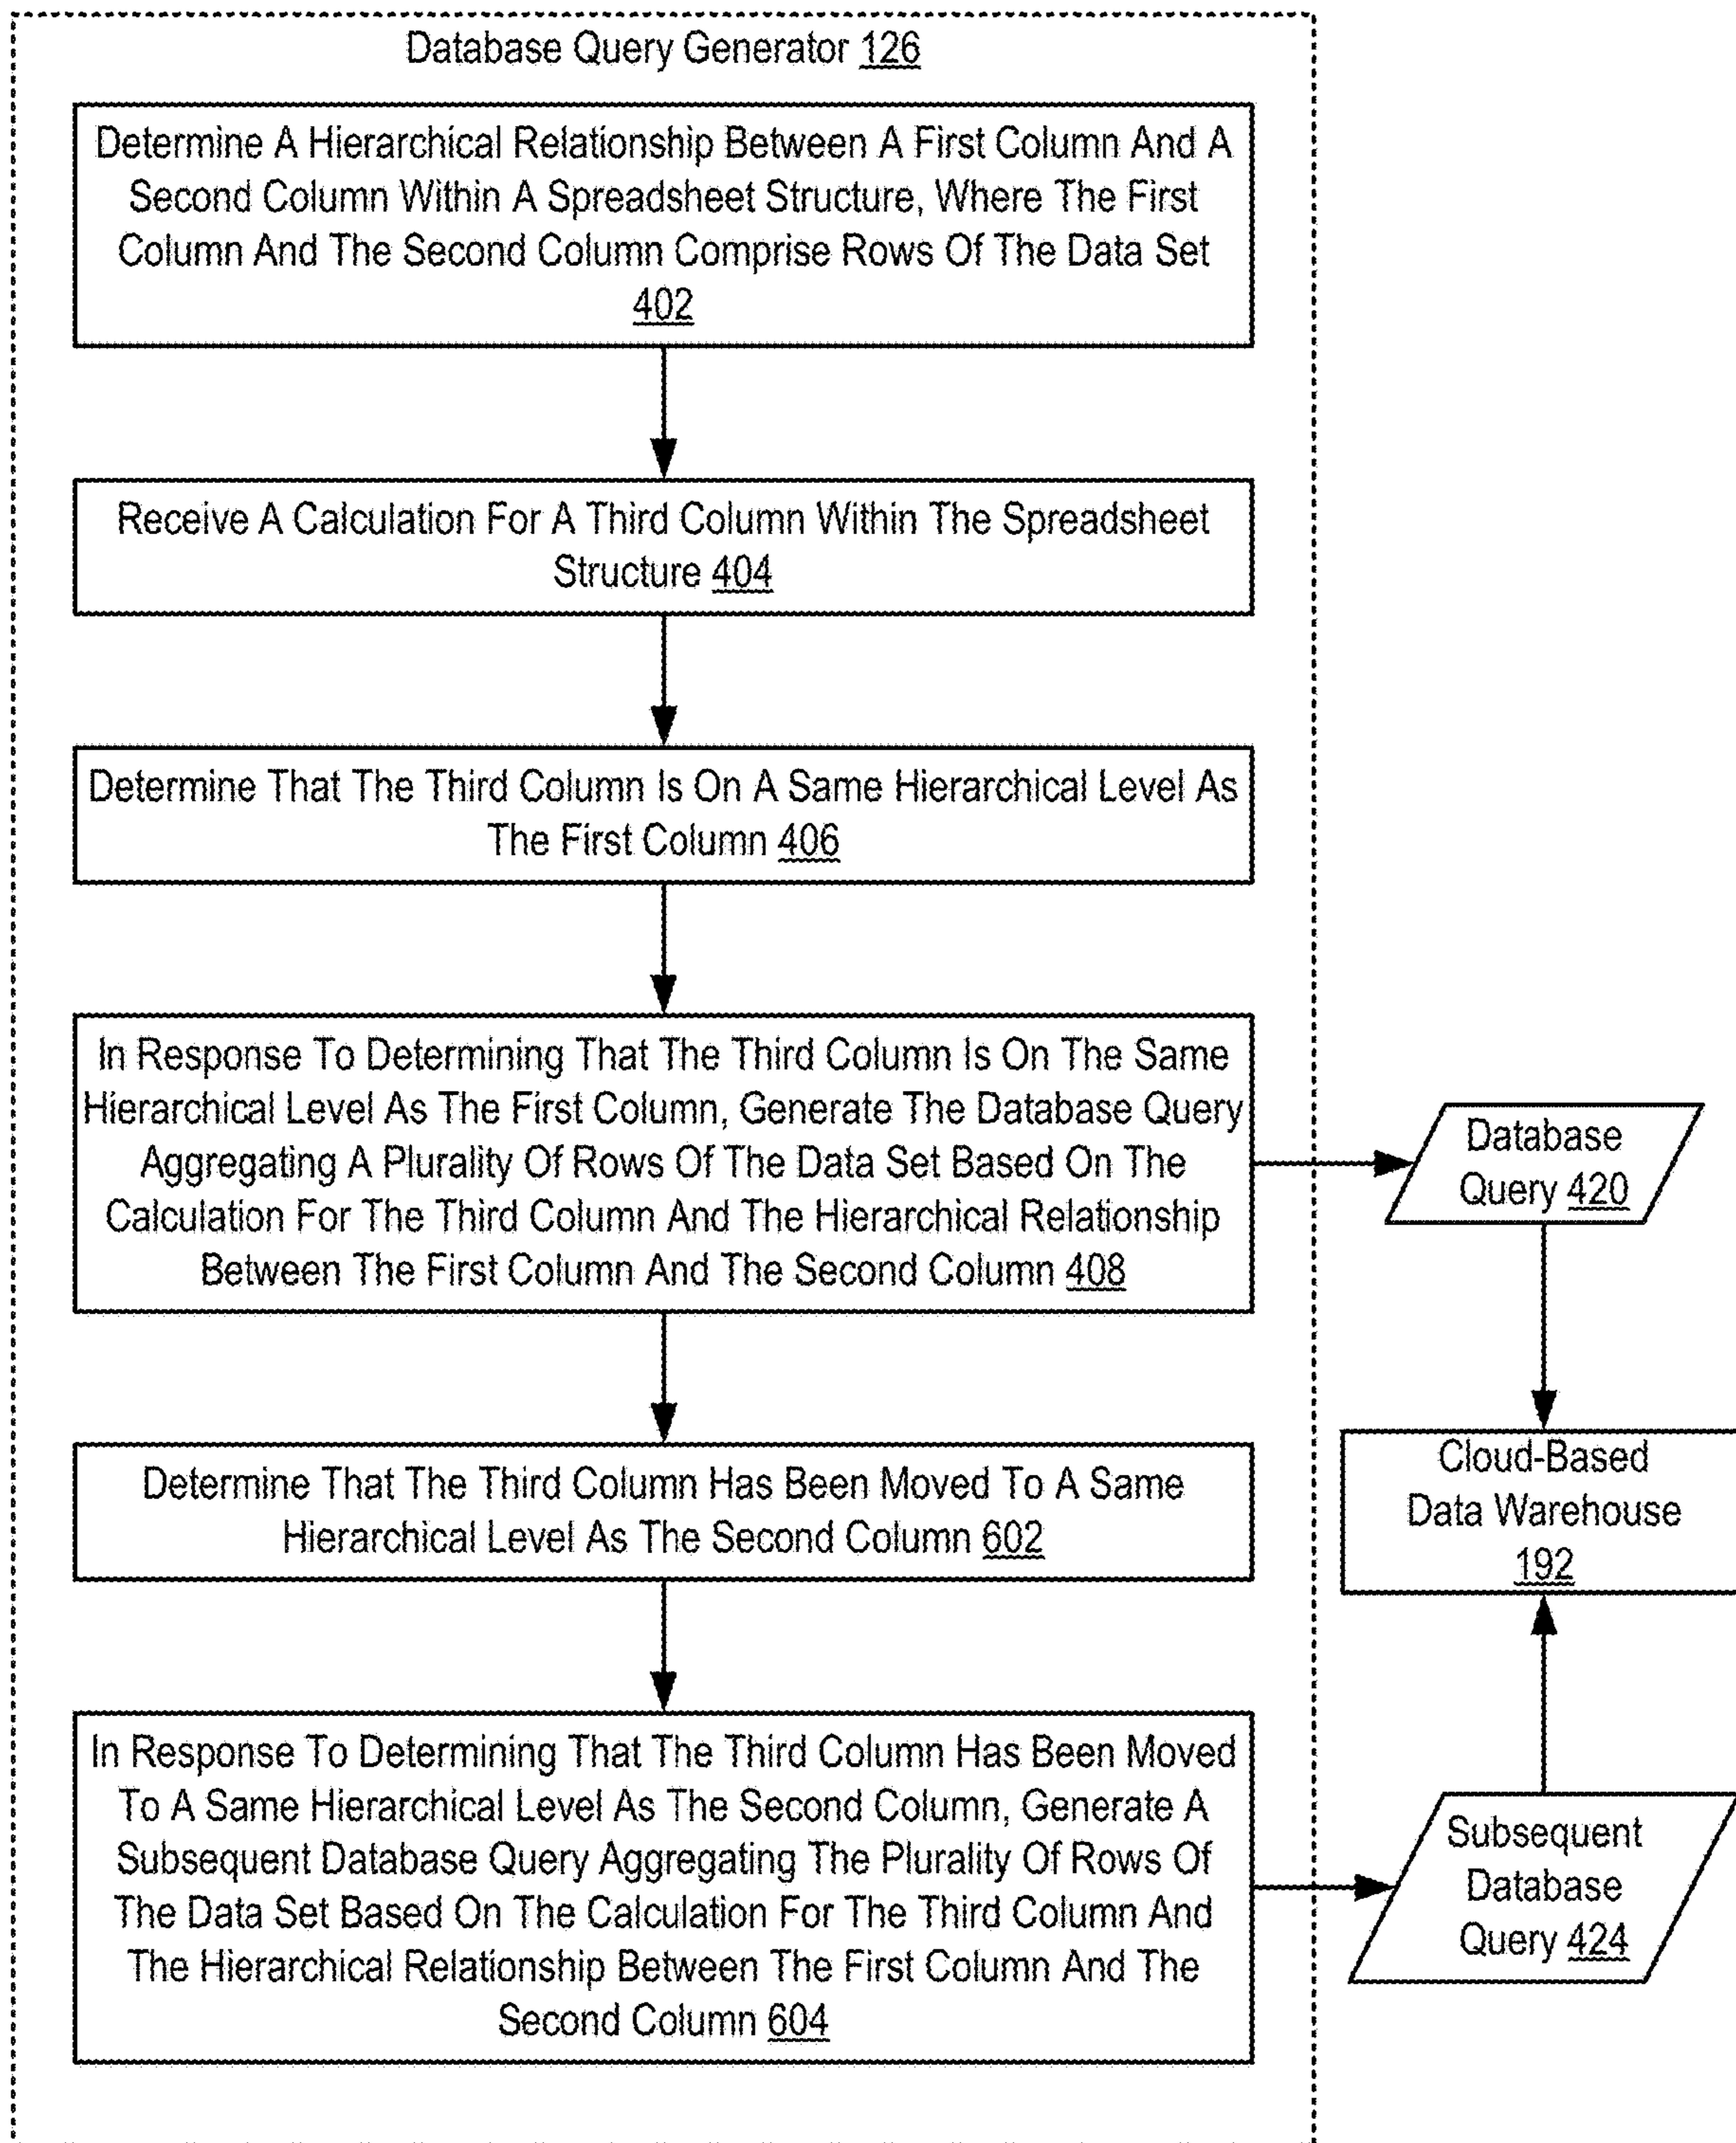 Database Query Generator 126
Determine A Hierarchical Relationship Between A First Column And A
Second Column Within A Spreadsheet Structure, Where The First
Column And The Second Column Comprise Rows Of The Data Set
402
Receive A Calculation For A Third Column Within The Spreadsheet
Structure 404
Determine That The Third Column Is On A Same Hierarchical Level As
The First Column 406
In Response To Determining That The Third Column Is On The Same
Hierarchical Level As The First Column, Generate The Database Query
Aggregating A Plurality Of Rows Of The Data Set Based On The
Calculation For The Third Column And The Hierarchical Relationship
Between The First Column And The Second Column 408
Database
Query 420
Determine That The Third Column Has Been Moved To A Same
Hierarchical Level As The Second Column 602
Cloud-Based
Data Warehouse
192
In Response To Determining That The Third Column Has Been Moved
To A Same Hierarchical Level As The Second Column, Generate A
Subsequent Database Query Aggregating The Plurality Of Rows Of
The Data Set Based On The Calculation For The Third Column And
The Hierarchical Relationship Between The First Column And The
Second Column 604
Subsequent
Database
Query 424